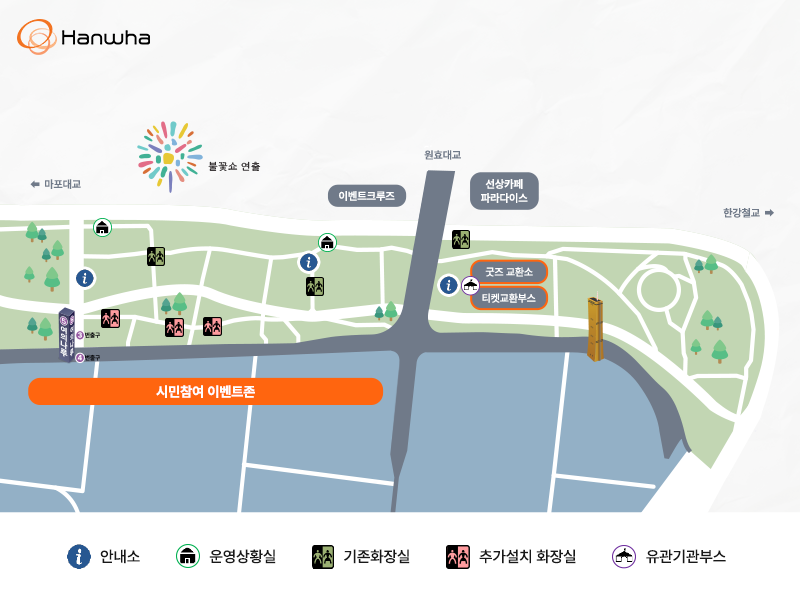 Hanwha
원효대교
불꽃쇼 연출
← 마포대교
이벤트크루즈
선상카페
파라다이스
한강철교 →
굿즈 교환소
티켓교환부스
5 여의나루
3 번출구
4 번출구
시민참여 이벤트존
안내소
운영상황실
기존화장실
추가설치 화장실
유관기관부스